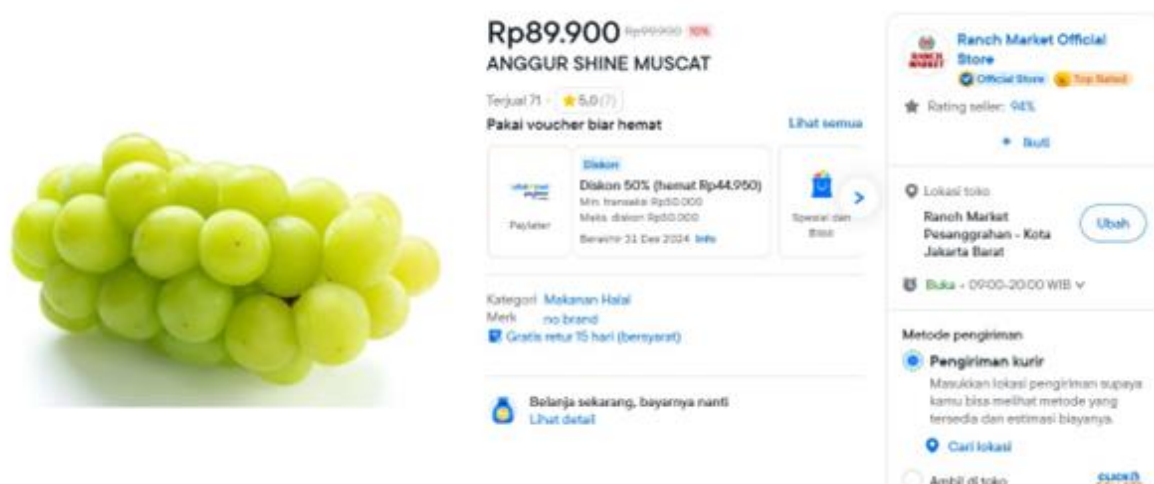 Rp89.900 Rp99.900 10%
ANGGUR SHINE MUSCAT
Terjual 71 · 5,0 (7)
Pakai voucher biar hemat
Lihat semua
Paylater
Diskon
Diskon 50% (hemat Rp44.950)
Min. transaksi Rp50.000
Maks. diskon Rp50.000
Berakhir 31 Des 2024 Info
Spesial dan
Kategori Makanan Halal
Merk no brand
Gratis retur 15 hari (bersyarat)
Belanja sekarang, bayarnya nanti
Lihat detail
RANCH
MARKET
Ranch Market Official
Store
Official Store Top Rated
Rating seller: 94%
Ikuti
Lokasi toko
Ranch Market
Pesanggrahan - Kota
Jakarta Barat
Ubah
Buka - 09:00-20:00 WIB
Metode pengiriman
Pengiriman kurir
Masukkan lokasi pengiriman supaya
kamu bisa melihat metode yang
tersedia dan estimasi biayanya.
Cari lokasi
Ambil di toko